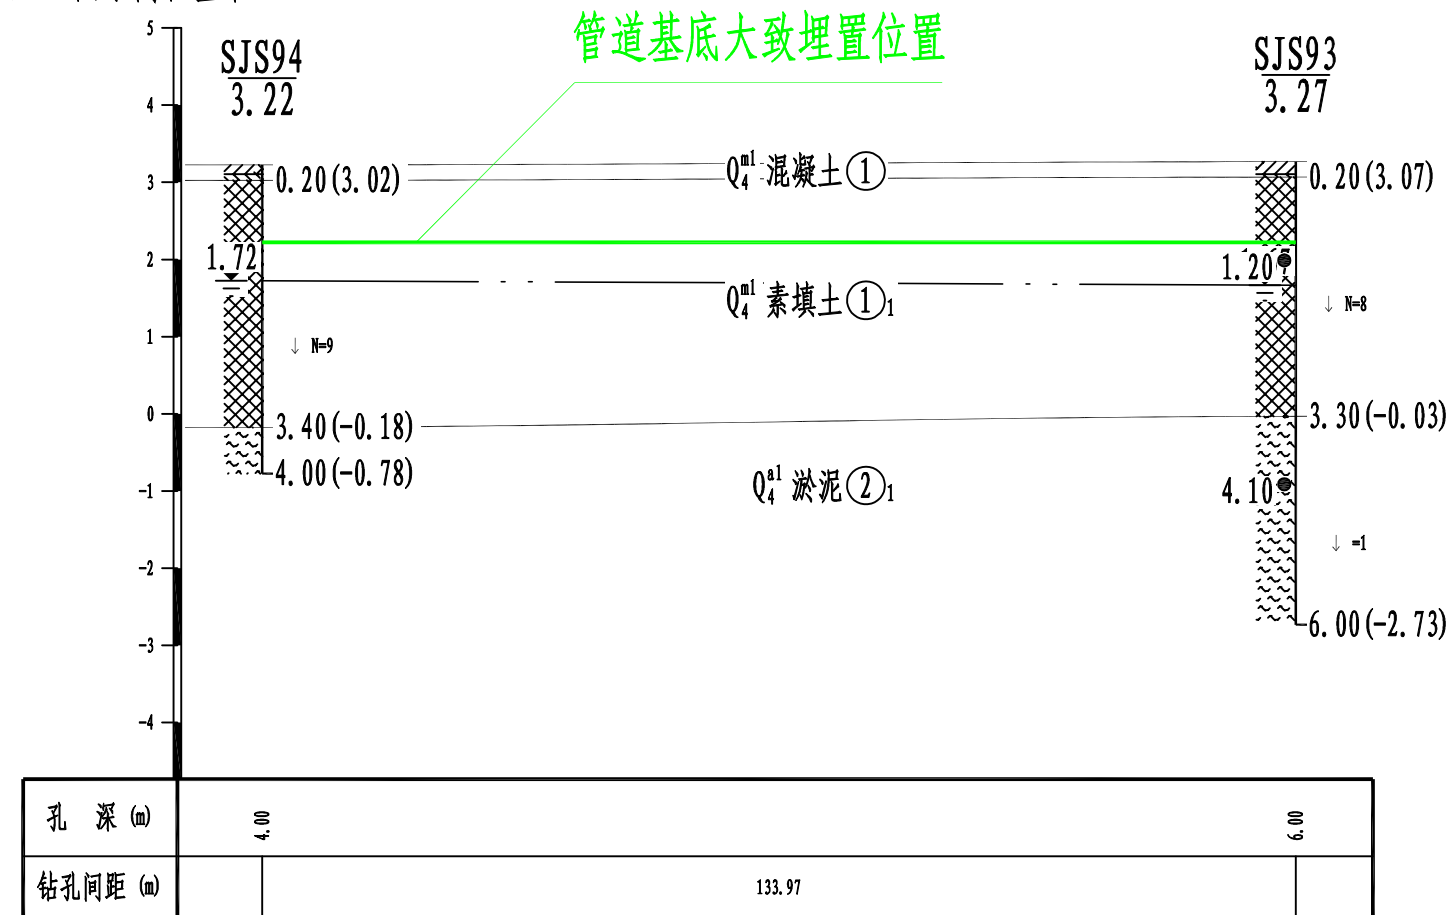 管道基底大致埋置位置
SJS94
3.22
SJS93
3.27
5
4
3
2
1
0
-1
-2
-3
-4
0.20(3.02)
Q4ml 混凝土①
0.20(3.07)
1.72
1.20
Q4ml 素填土①1
N=9
↓ N=8
3.40(-0.18)
3.30(-0.03)
4.00(-0.78)
Q4al 淤泥②1
4.10
↓ =1
6.00(-2.73)
孔 深 (m)
4.00
6.00
钻孔间距 (m)
133.97